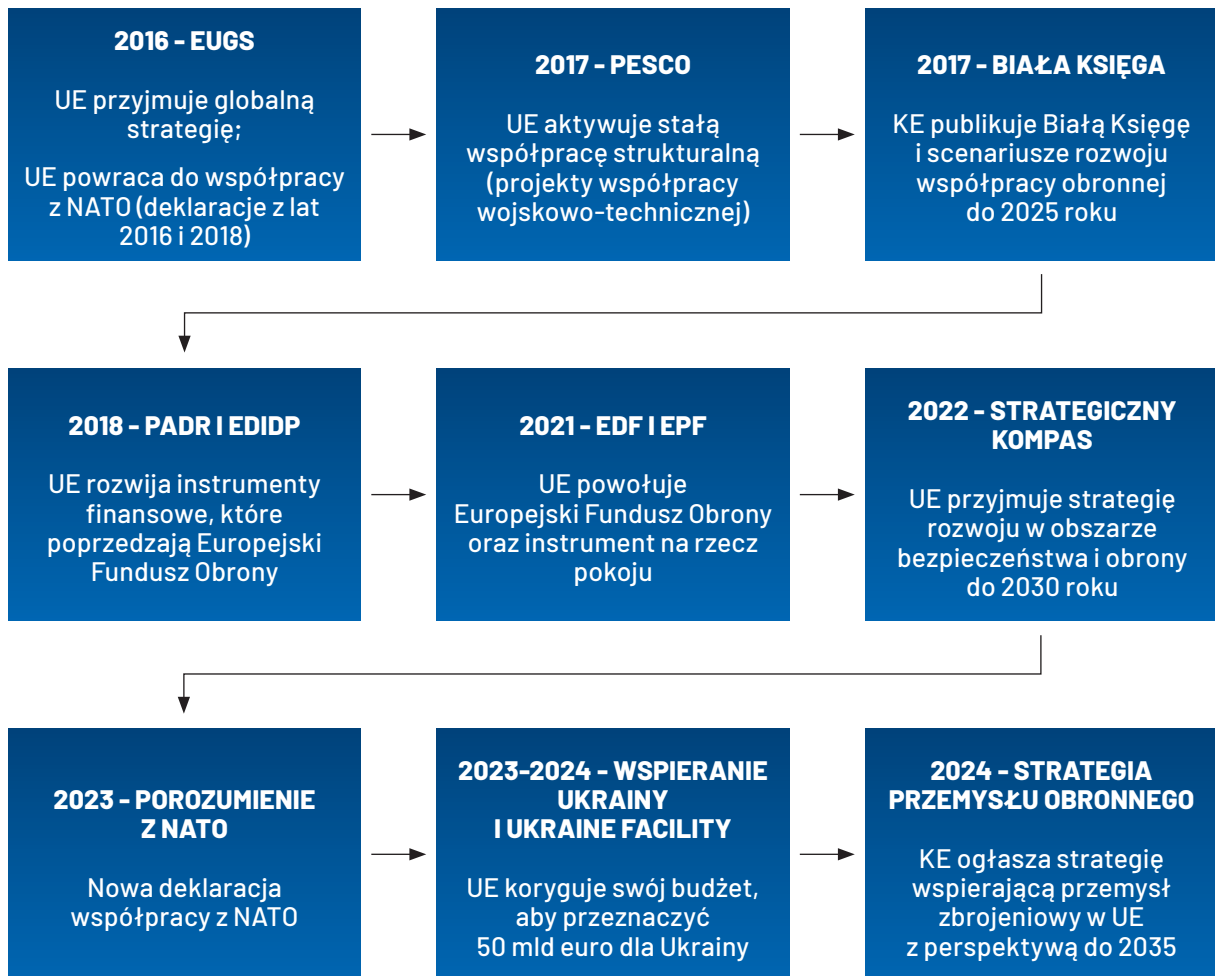 2016 - EUGS
UE przyjmuje globalną
strategię;
UE powraca do współpracy
z NATO (deklaracje z lat
2016 i 2018)
2017 - PESCO
UE aktywuje stałą
współpracę strukturalną
(projekty współpracy
wojskowo-technicznej)
2017 - BIAŁA KSIĘGA
KE publikuje Białą Księgę
i scenariusze rozwoju
współpracy obronnej
do 2025 roku
2018 - PADR I EDIDP
UE rozwija instrumenty
finansowe, które
poprzedzają Europejski
Fundusz Obrony
2021 - EDF I EPF
UE powołuje
Europejski Fundusz Obrony
oraz instrument na rzecz
pokoju
2022 - STRATEGICZNY
KOMPAS
UE przyjmuje strategię
rozwoju w obszarze
bezpieczeństwa i obrony
do 2030 roku
2023 - POROZUMIENIE
Z NATO
Nowa deklaracja
współpracy z NATO
2023-2024 - WSPIERANIE
UKRAINY
I UKRAINE FACILITY
UE koryguje swój budżet,
aby przeznaczyć
50 mld euro dla Ukrainy
2024 - STRATEGIA
PRZEMYSŁU OBRONNEGO
KE ogłasza strategię
wspierającą przemysł
zbrojeniowy w UE
z perspektywą do 2035